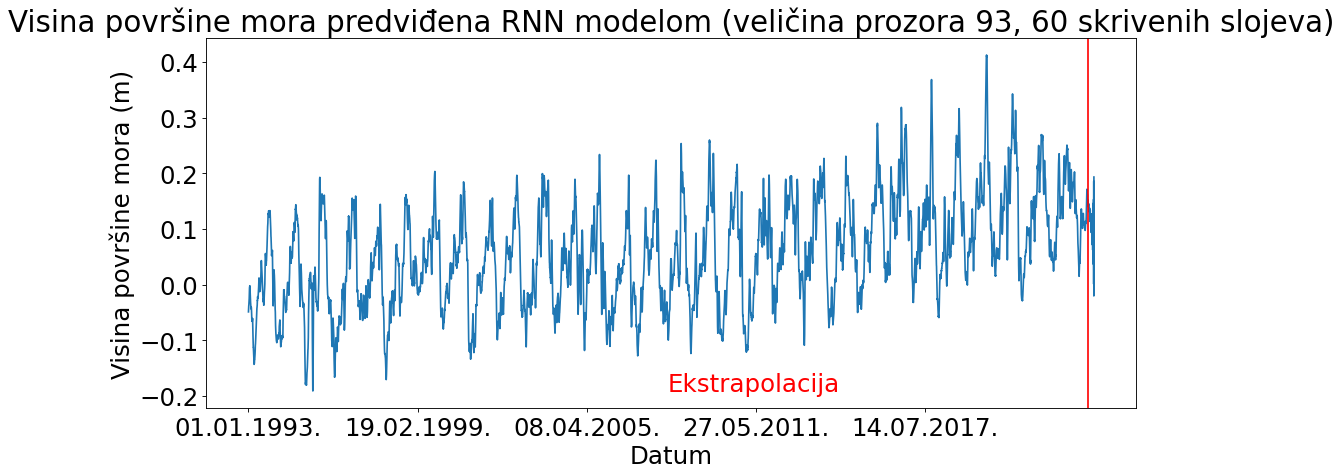 Visina površine mora predviđena RNN modelom (veličina prozora 93, 60 skrivenih slojeva)
Visina površine mora (m)
0.4
0.3
0.2
0.1
0.0
−0.1
−0.2
Ekstrapolacija
01.01.1993. 19.02.1999. 08.04.2005. 27.05.2011. 14.07.2017.
Datum